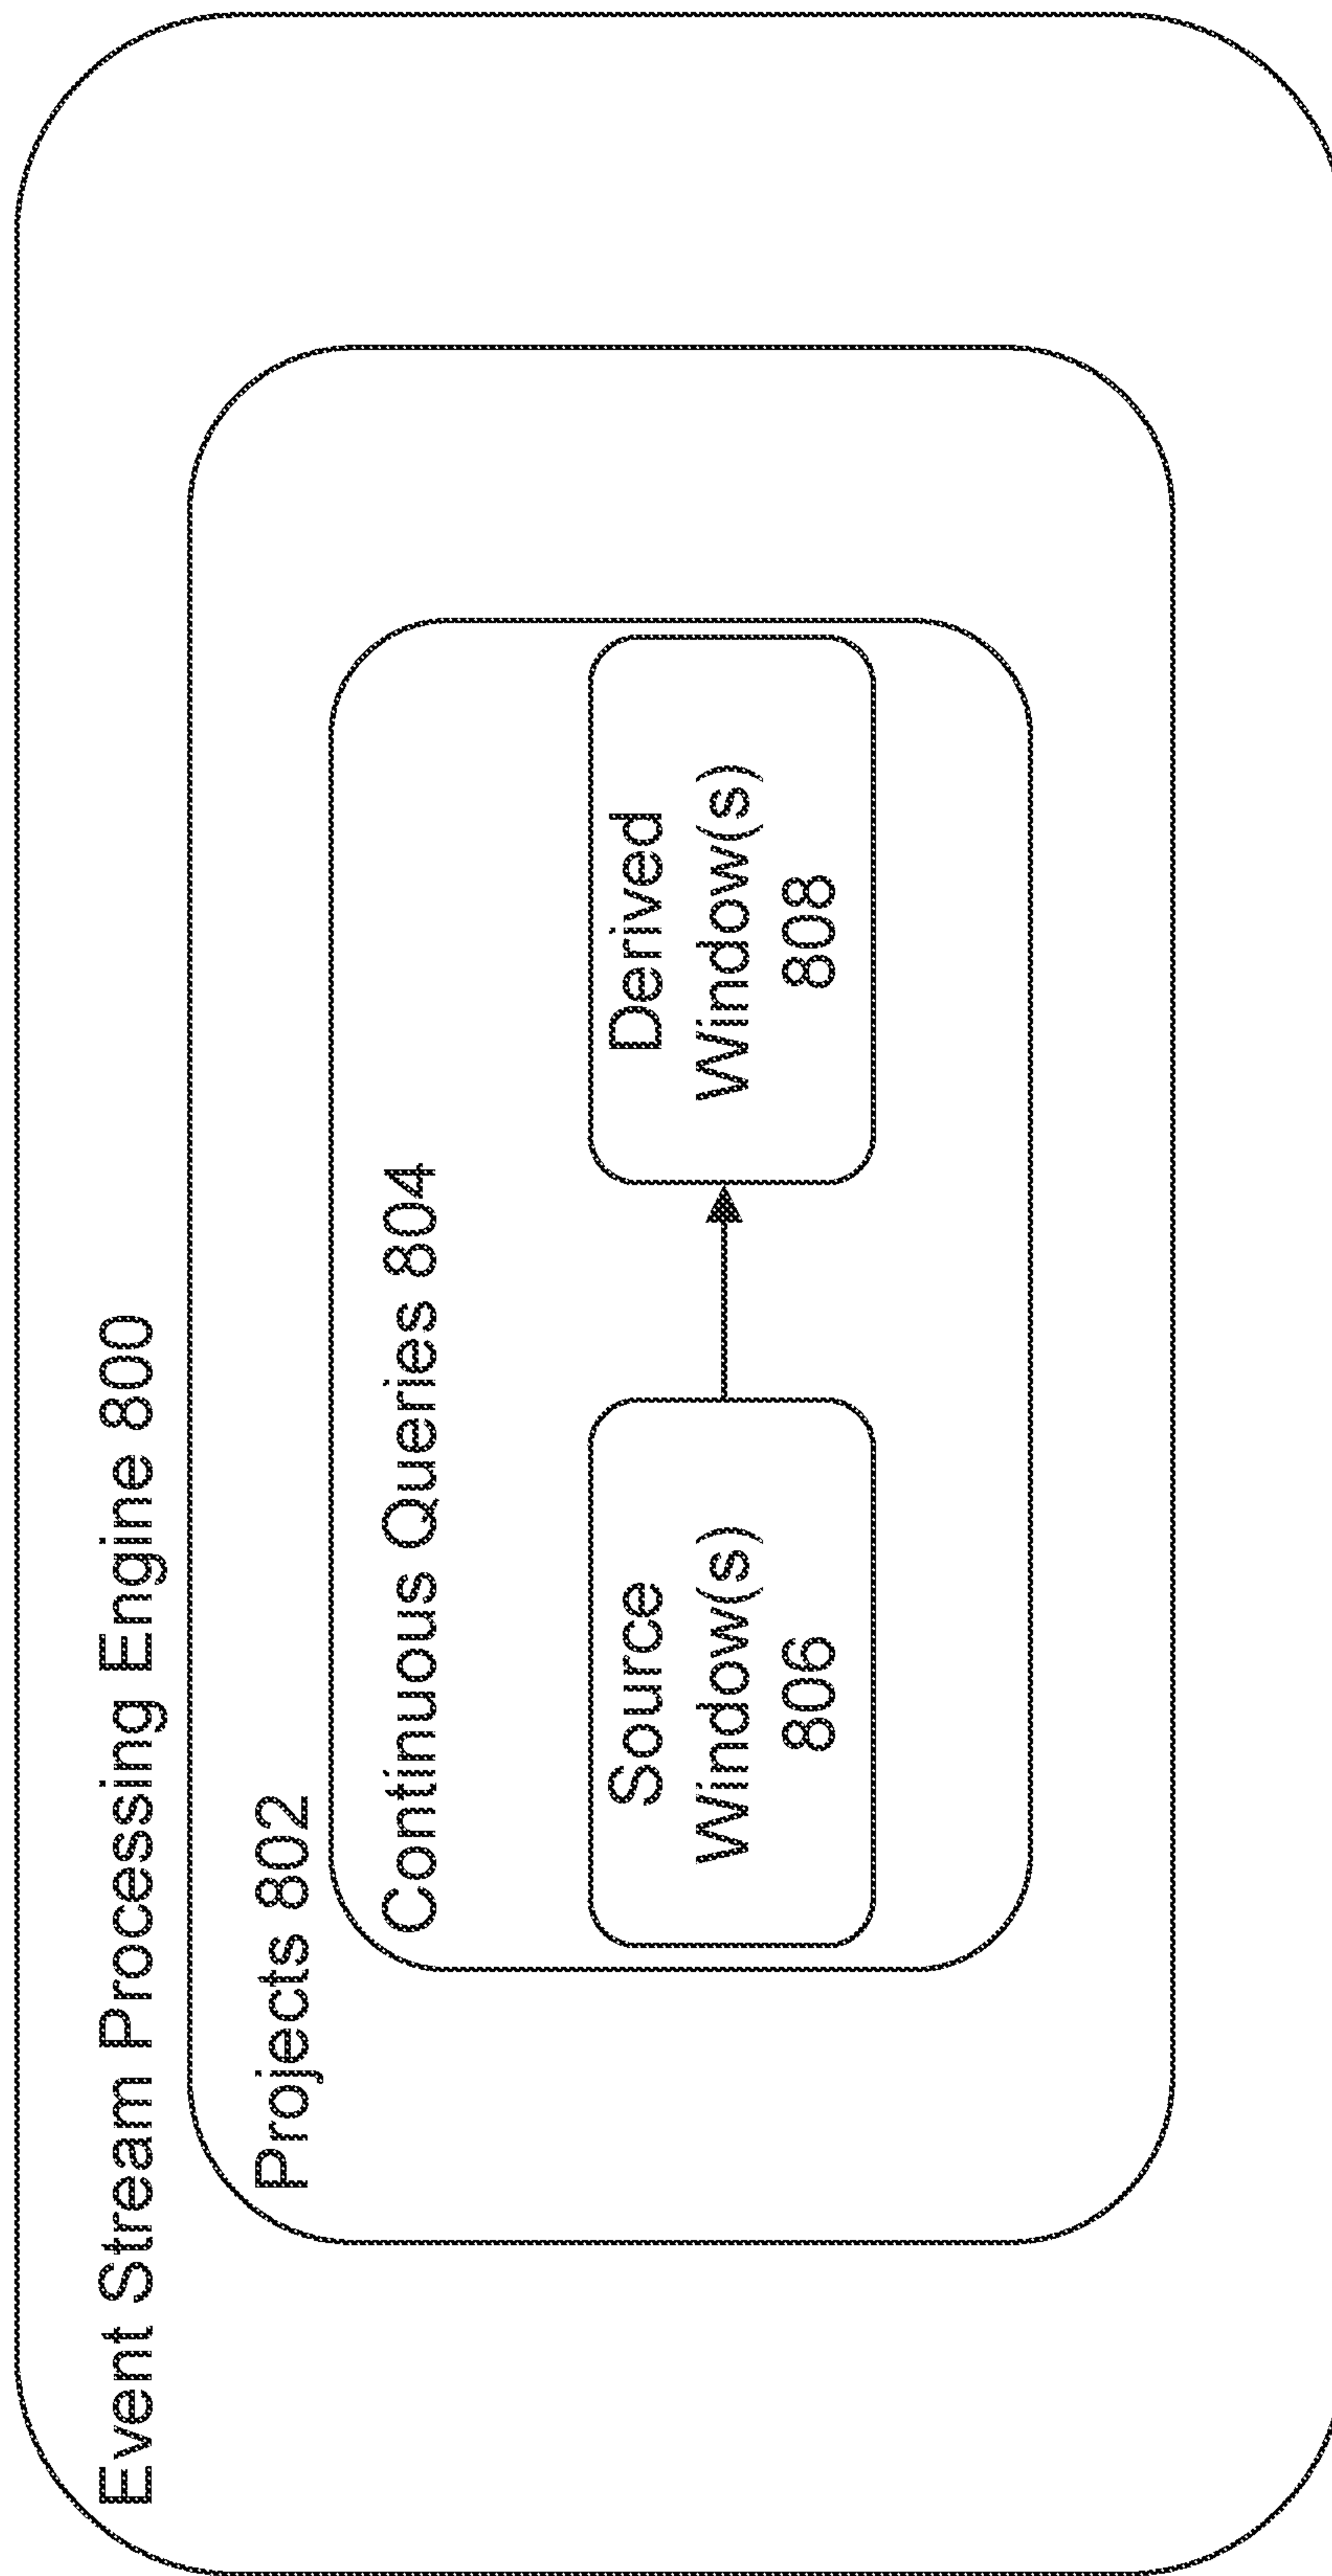 Event Stream Processing Engine 800
Projects 802
Continuous Queries 804
Source
Window(s)
806
Derived
Window(s)
808